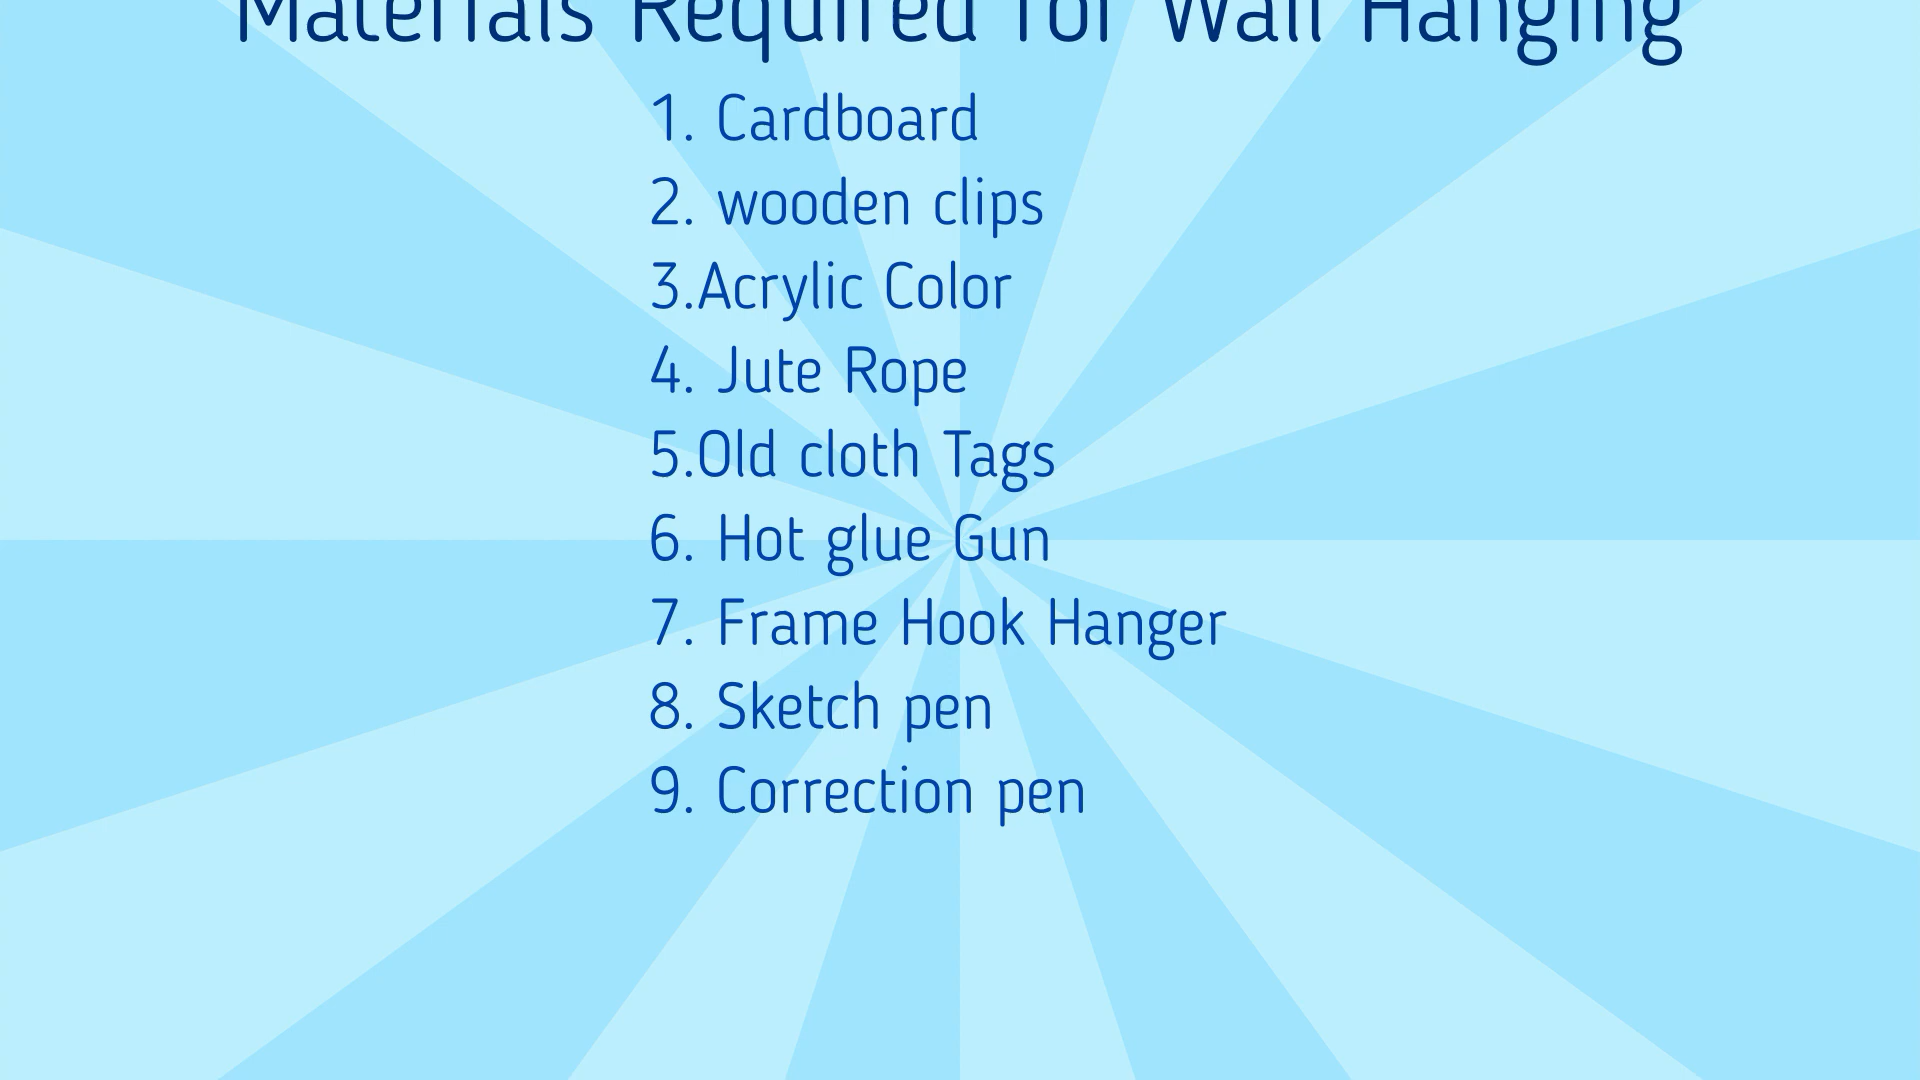 Materials Required for Wall Hanging
1. Cardboard
2. wooden clips
3.Acrylic Color
4. Jute Rope
5.Old cloth Tags
6. Hot glue Gun
7. Frame Hook Hanger
8. Sketch pen
9. Correction pen